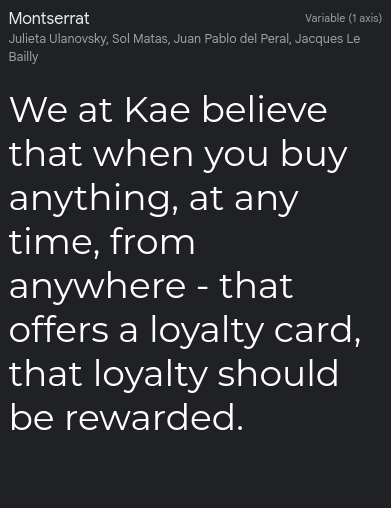 Montserrat
Variable (1 axis)
Julieta Ulanovsky, Sol Matas, Juan Pablo del Peral, Jacques Le
Bailly
We at Kae believe
that when you buy
anything, at any
time, from
anywhere - that
offers a loyalty card,
that loyalty should
be rewarded.